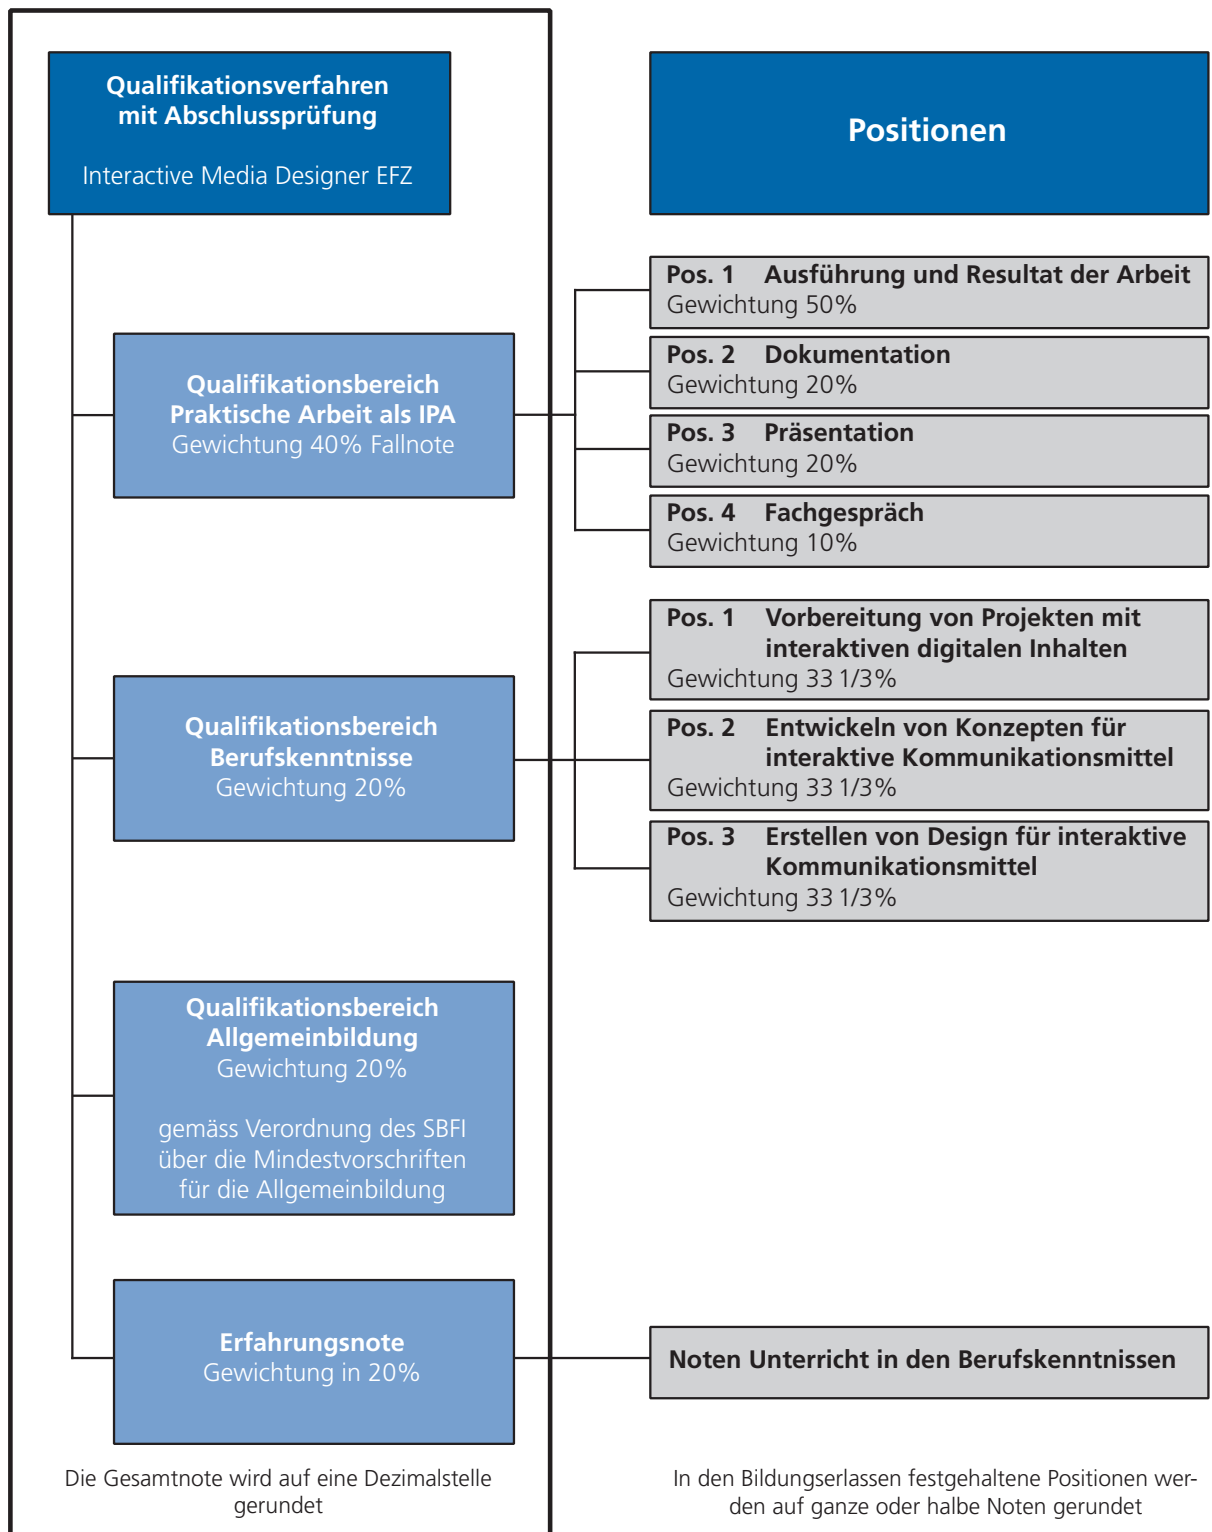 Qualifikationsverfahren
mit Abschlussprüfung
Interactive Media Designer EFZ
Positionen
Qualifikationsbereich
Praktische Arbeit als IPA
Gewichtung 40% Fallnote
Pos. 1 Ausführung und Resultat der Arbeit
Gewichtung 50%
Pos. 2 Dokumentation
Gewichtung 20%
Pos. 3 Präsentation
Gewichtung 20%
Pos. 4 Fachgespräch
Gewichtung 10%
Qualifikationsbereich
Berufskenntnisse
Gewichtung 20%
Pos. 1 Vorbereitung von Projekten mit
interaktiven digitalen Inhalten
Gewichtung 33 1/3%
Pos. 2 Entwickeln von Konzepten für
interaktive Kommunikationsmittel
Gewichtung 33 1/3%
Pos. 3 Erstellen von Design für interaktive
Kommunikationsmittel
Gewichtung 33 1/3%
Qualifikationsbereich
Allgemeinbildung
Gewichtung 20%
gemäss Verordnung des SBFI
über die Mindestvorschriften
für die Allgemeinbildung
Erfahrungsnote
Gewichtung in 20%
Noten Unterricht in den Berufskenntnissen
Die Gesamtnote wird auf eine Dezimalstelle
gerundet
In den Bildungserlassen festgehaltene Positionen wer-
den auf ganze oder halbe Noten gerundet